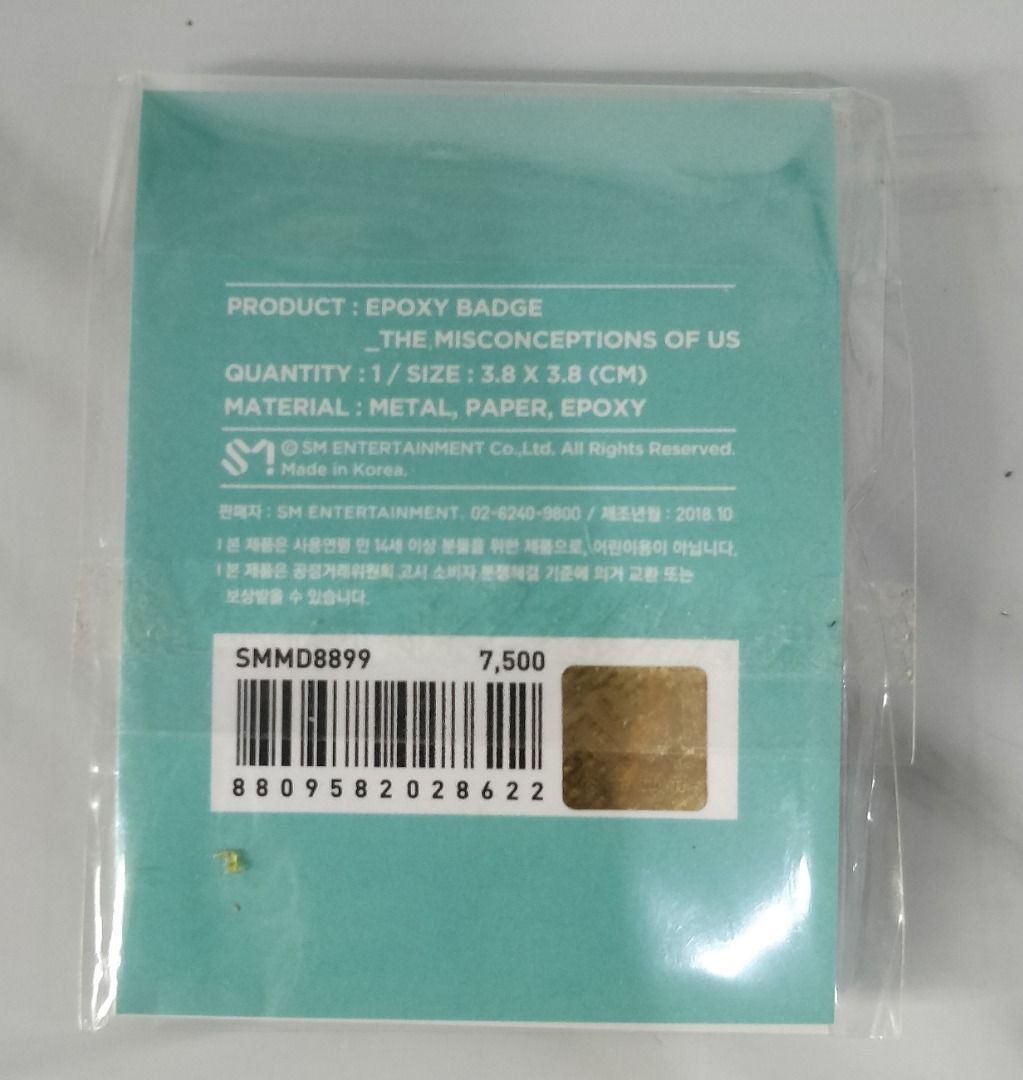 PRODUCT : EPOXY BADGE
_THE MISCONCEPTIONS OF US
QUANTITY : 1 / SIZE : 3.8 X 3.8 (CM)
MATERIAL : METAL, PAPER, EPOXY
SM
© SM ENTERTAINMENT Co.,Ltd. All Rights Reserved.
Made in Korea.
판매자 : SM ENTERTAINMENT. 02-6240-9800 / 제조년월 : 2018.10
| 본 제품은 사용연령 만 14세 이상 분들을 위한 제품으로, 어린이용이 아닙니다.
| 본 제품은 공정거래위원회 고시 소비자 분쟁해결 기준에 의거 교환 또는
보상받을 수 있습니다.
SMMD8899 7,500
8809582028622